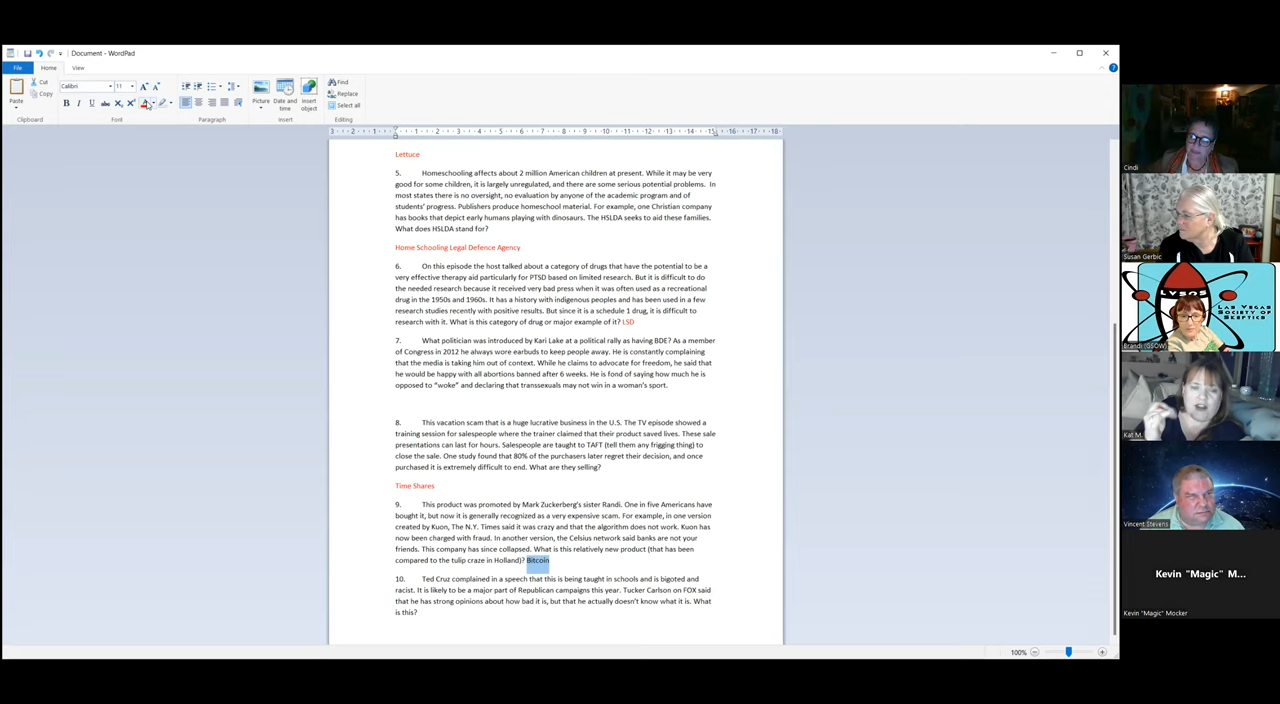 Document - WordPad
File
Home
View
Paste
Cut
Copy
Clipboard
Calibri
11
Font
Paragraph
Picture
Date and time
Insert object
Insert
Find
Replace
Select all
Editing
3 2 1 1 2 3 4 5 6 7 8 9 10 11 12 13 14 15 16 17 18
Lettuce
5. Homeschooling affects about 2 million American children at present. While it may be very
good for some children, it is largely unregulated, and there are some serious potential problems. In
most states there is no oversight, no evaluation by anyone of the academic program and of
students' progress. Publishers produce homeschool material. For example, one Christian company
has books that depict early humans playing with dinosaurs. The HSLDA seeks to aid these families.
What does HSLDA stand for?
Home Schooling Legal Defence Agency
6. On this episode the host talked about a category of drugs that have the potential to be a
very effective therapy aid particularly for PTSD based on limited research. But it is difficult to do
the needed research because it received very bad press when it was often used as a recreational
drug in the 1950s and 1960s. It has a history with indigenous peoples and has been used in a few
research studies recently with positive results. But since it is a schedule 1 drug, it is difficult to
research with it. What is this category of drug or major example of it? LSD
7. What politician was introduced by Kari Lake at a political rally as having BDE? As a member
of Congress in 2012 he always wore earbuds to keep people away. He is constantly complaining
that the media is taking him out of context. While he claims to advocate for freedom, he said that
he would be happy with all abortions banned after 6 weeks. He is fond of saying how much he is
opposed to "woke" and declaring that transsexuals may not win in a woman's sport.
8. This vacation scam that is a huge lucrative business in the U.S. The TV episode showed a
training session for salespeople where the trainer claimed that their product saved lives. These sale
presentations can last for hours. Salespeople are taught to TAFT (tell them any frigging thing) to
close the sale. One study found that 80% of the purchasers later regret their decision, and once
purchased it is extremely difficult to end. What are they selling?
Time Shares
9. This product was promoted by Mark Zuckerberg's sister Randi. One in five Americans have
bought it, but now it is generally recognized as a very expensive scam. For example, in one version
created by Kuon, The N.Y. Times said it was crazy and that the algorithm does not work. Kuon has
now been charged with fraud. In another version, the Celsius network said banks are not your
friends. This company has since collapsed. What is this relatively new product (that has been
compared to the tulip craze in Holland)? Bitcoin
10. Ted Cruz complained in a speech that this is being taught in schools and is bigoted and
racist. It is likely to be a major part of Republican campaigns this year. Tucker Carlson on FOX said
that he has strong opinions about how bad it is, but that he actually doesn't know what it is. What
is this?
100%
Cindi
Susan Gerbic
LVSOS
Las Vegas
Society of
Skeptics
Brandi (GSOW)
Kat M.
Vincent Stevens
Kevin "Magic" M...
Kevin "Magic" Mocker